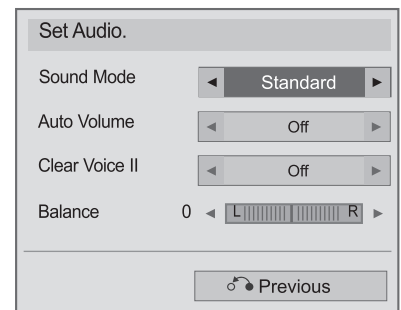 Set Audio.
Sound Mode ◄ Standard ►
Auto Volume ◄ Off ►
Clear Voice II ◄ Off ►
Balance 0 ◄ L R ►
Previous